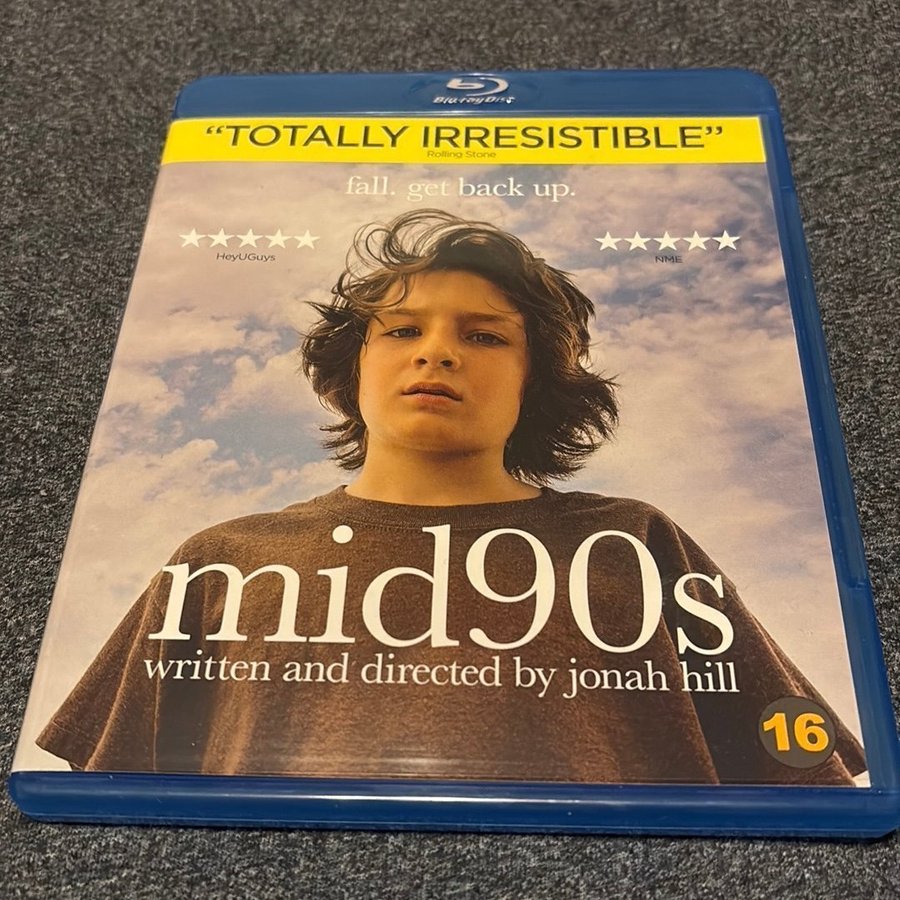 Blu-ray Disc
“TOTALLY IRRESISTIBLE”
Rolling Stone
fall. get back up.
HeyUGuys
NME
mid90s
written and directed by jonah hill
16